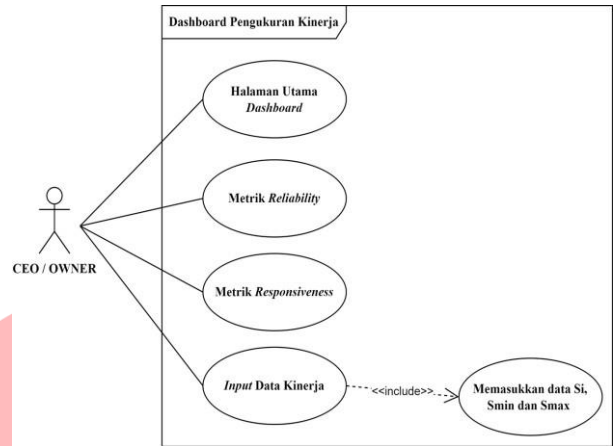 Dashboard Pengukuran Kinerja
Halaman Utama
Dashboard
Metrik Reliability
CEO / OWNER
Metrik Responsiveness
Input Data Kinerja
<<include>>
Memasukkan data Si,
Smin dan Smax